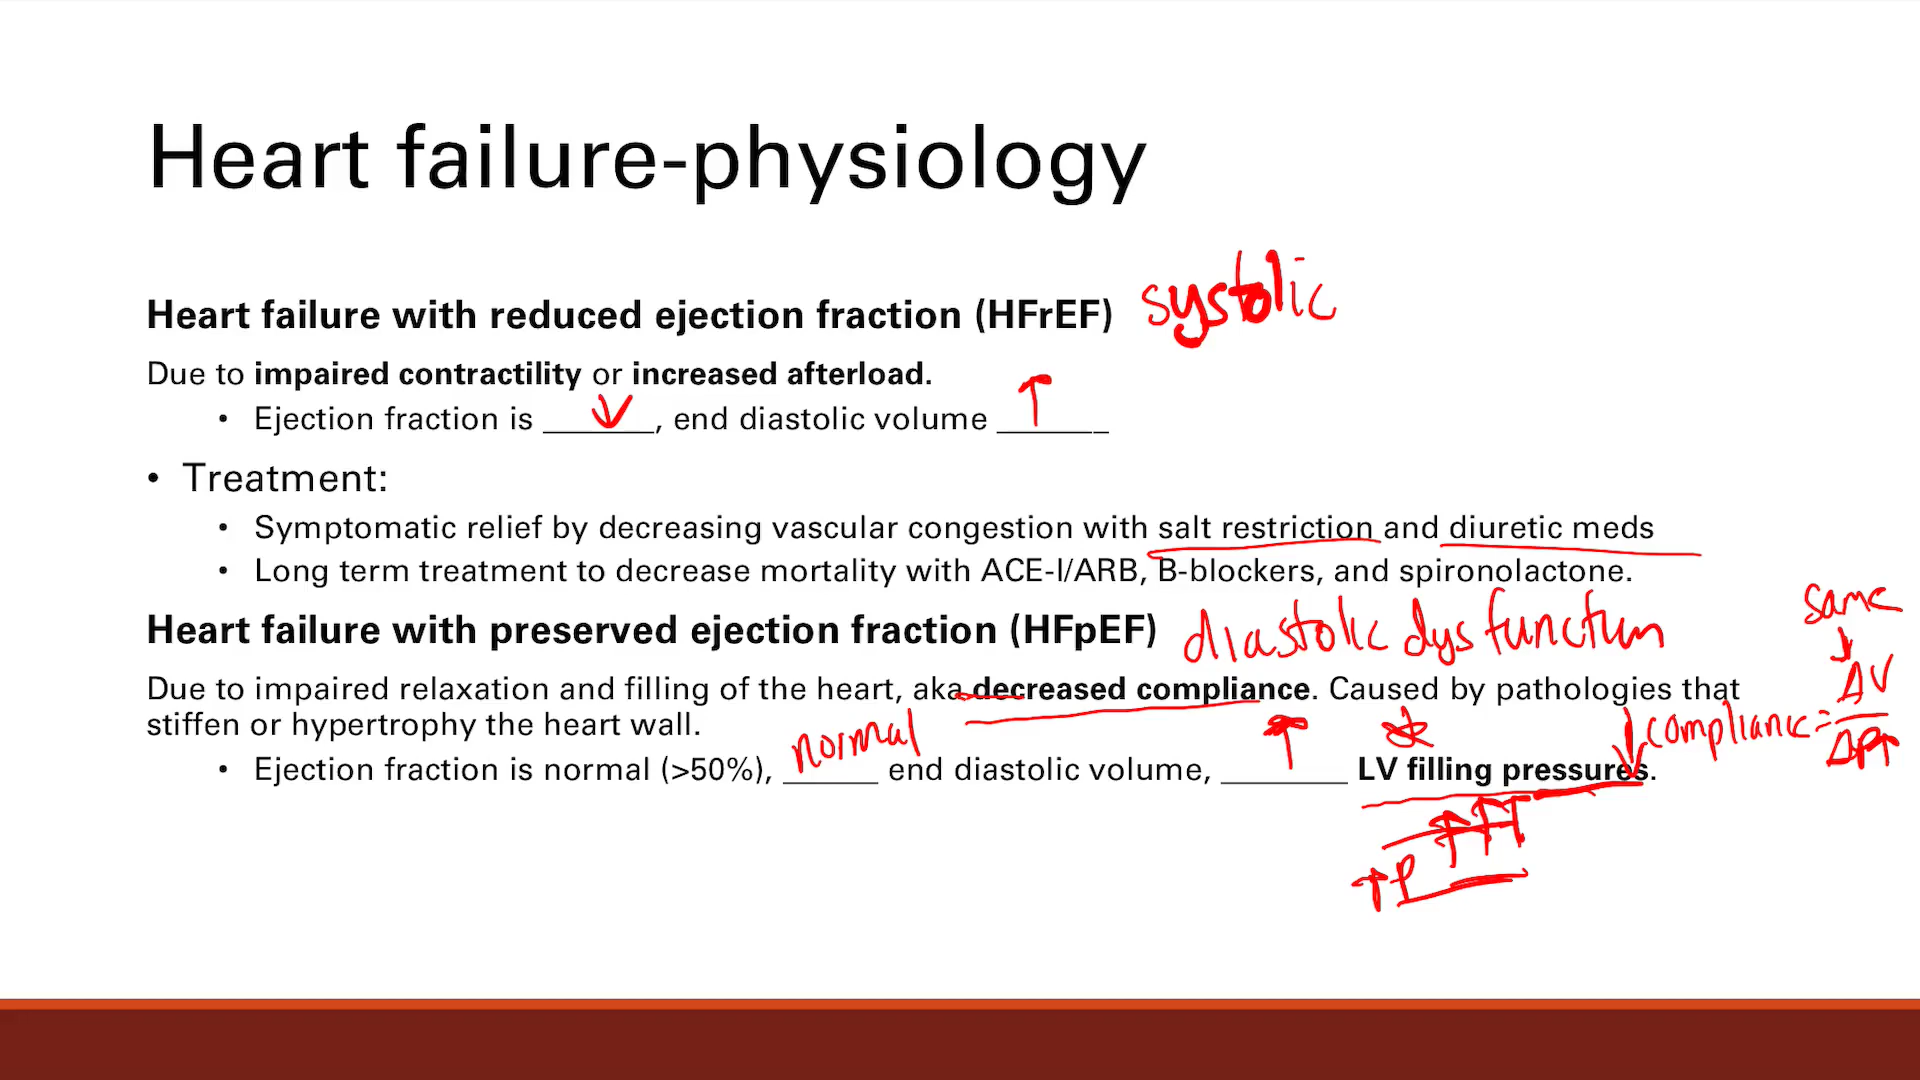 Heart failure-physiology
Heart failure with reduced ejection fraction (HFrEF) systolic
Due to impaired contractility or increased afterload.
• Ejection fraction is ___↓___, end diastolic volume ___↑___
• Treatment:
• Symptomatic relief by decreasing vascular congestion with salt restriction and diuretic meds
• Long term treatment to decrease mortality with ACE-I/ARB, B-blockers, and spironolactone.
Heart failure with preserved ejection fraction (HFpEF) diastolic dysfunction
same
↓
Due to impaired relaxation and filling of the heart, aka decreased compliance. Caused by pathologies that
stiffen or hypertrophy the heart wall.
↓ compliance = ΔV / ΔP↑
• Ejection fraction is normal (>50%), normal end diastolic volume, ___↑___ LV filling pressures.
↑↑↑
↑P